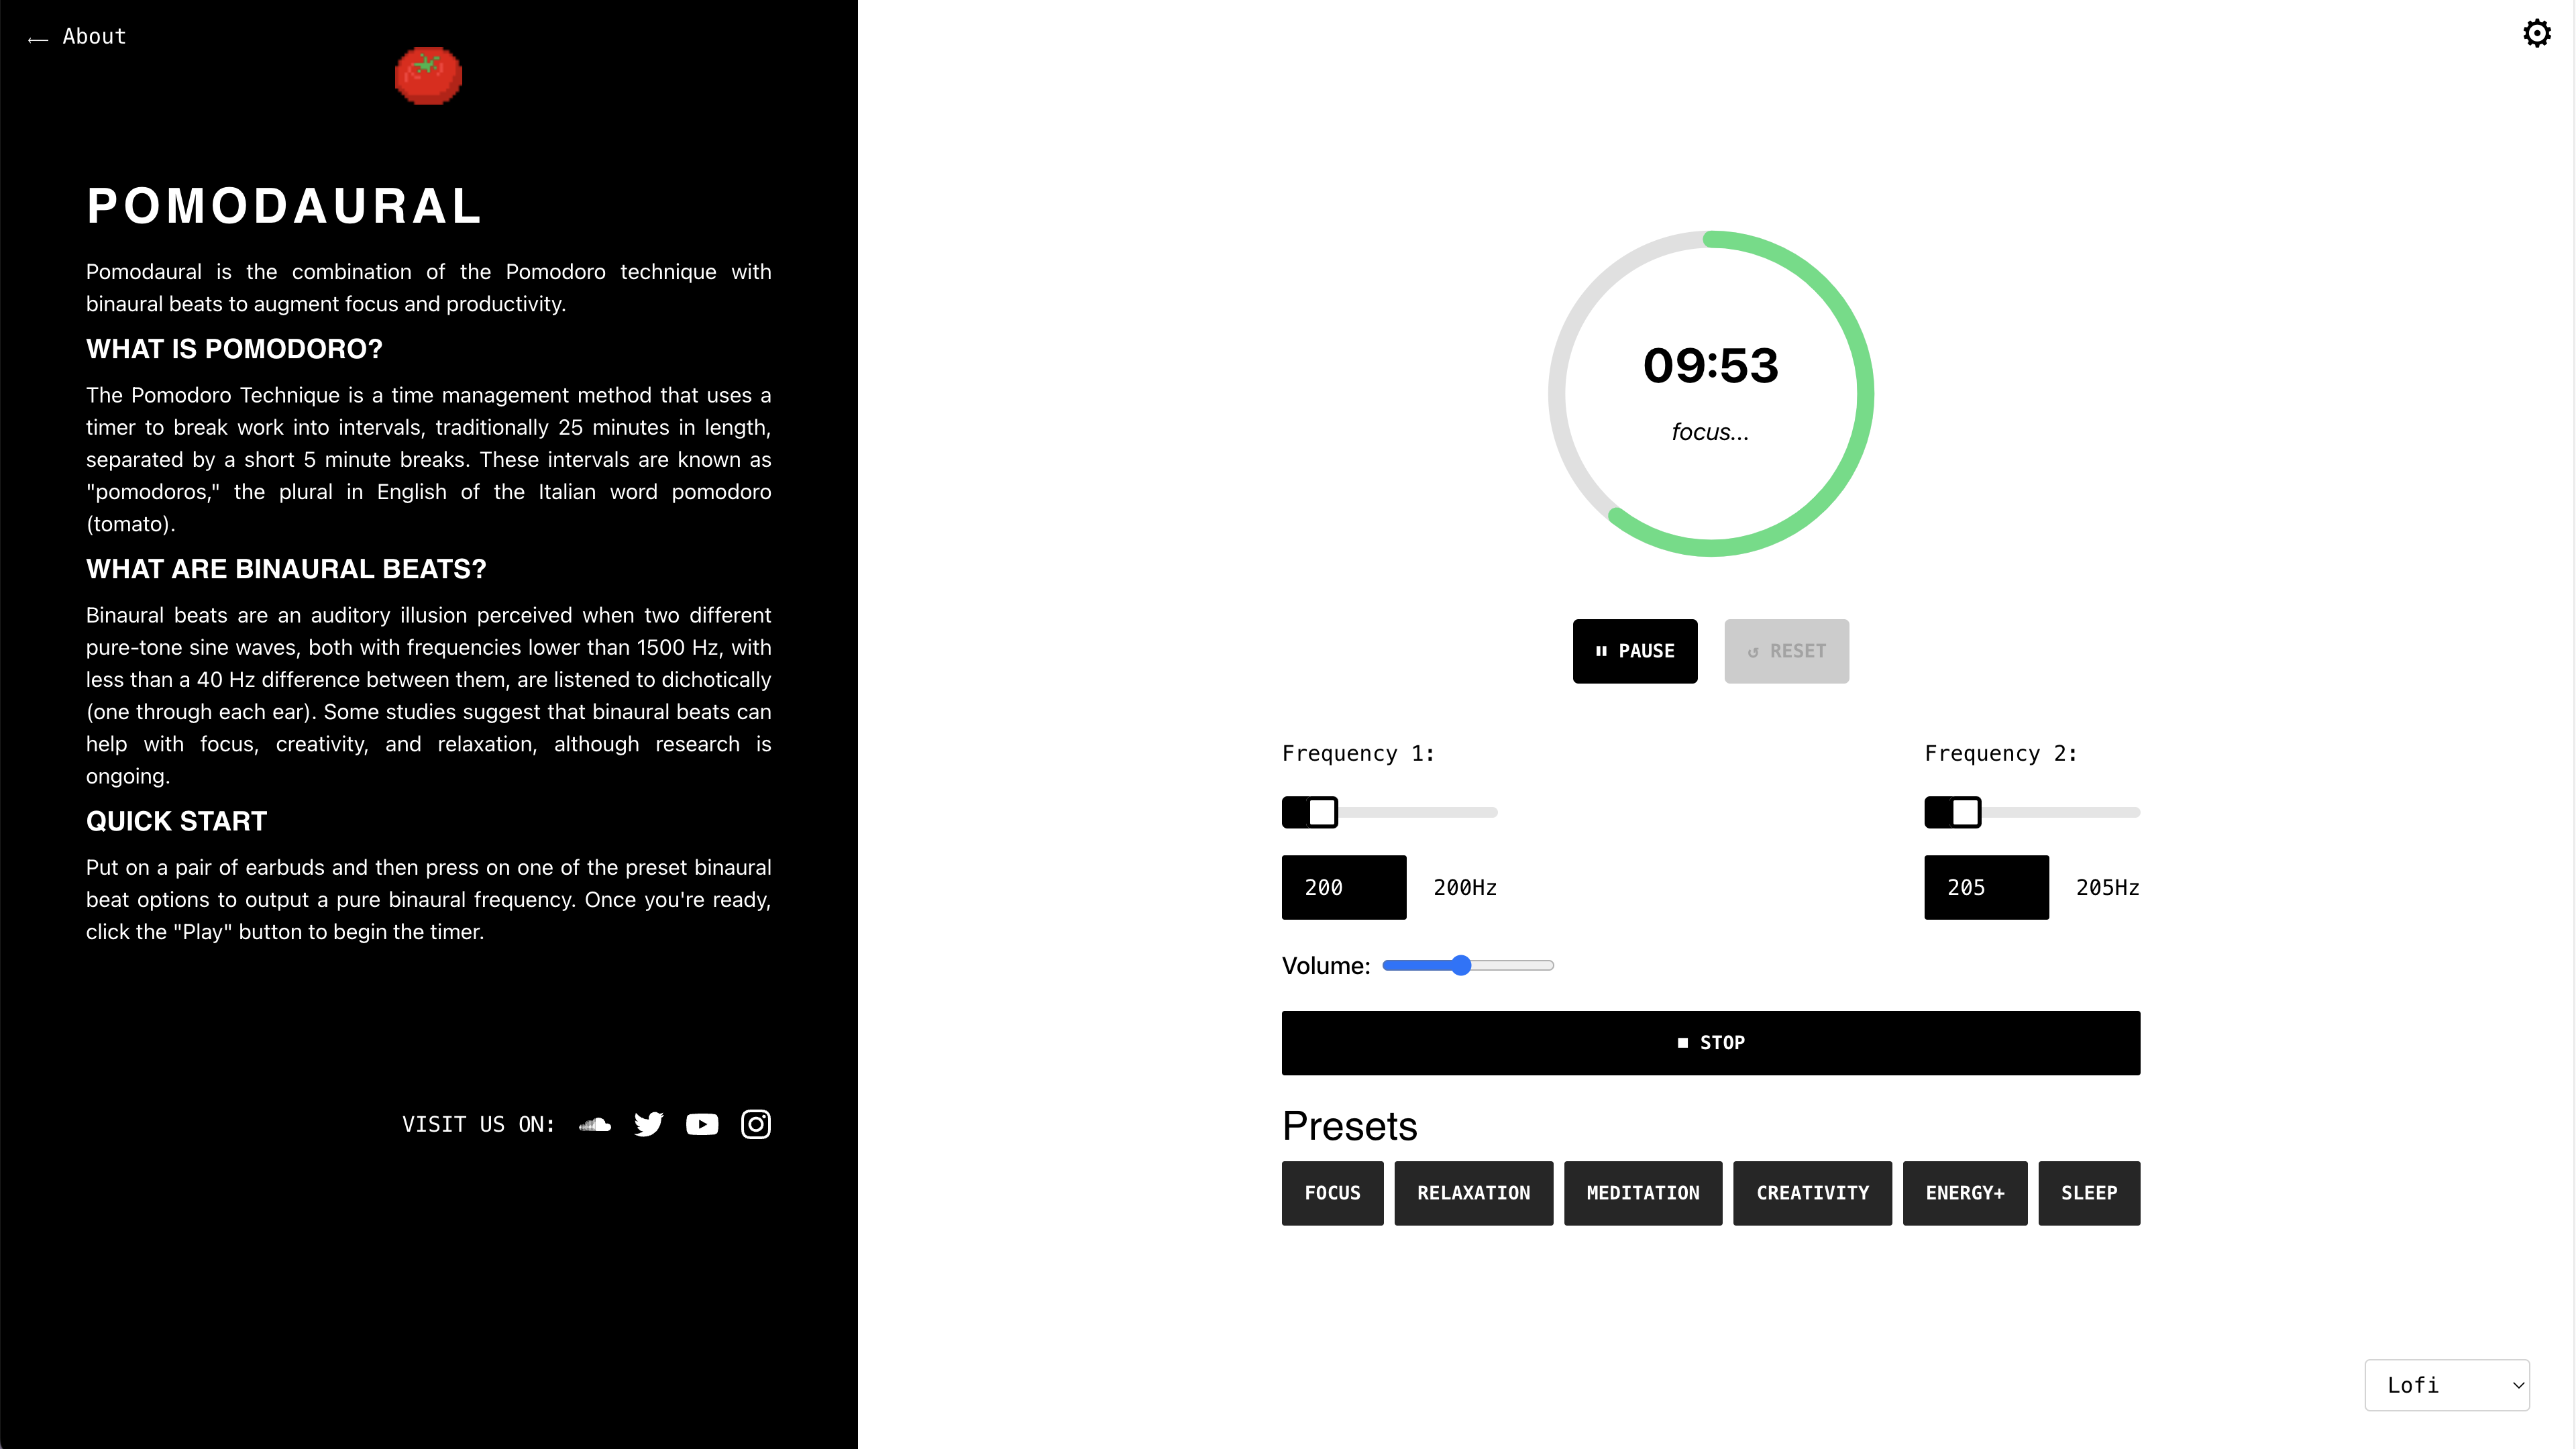 ← About
POMODAURAL
Pomodaural is the combination of the Pomodoro technique with
binaural beats to augment focus and productivity.
WHAT IS POMODORO?
The Pomodoro Technique is a time management method that uses a
timer to break work into intervals, traditionally 25 minutes in length,
separated by a short 5 minute breaks. These intervals are known as
"pomodoros," the plural in English of the Italian word pomodoro
(tomato).
WHAT ARE BINAURAL BEATS?
Binaural beats are an auditory illusion perceived when two different
pure-tone sine waves, both with frequencies lower than 1500 Hz, with
less than a 40 Hz difference between them, are listened to dichotically
(one through each ear). Some studies suggest that binaural beats can
help with focus, creativity, and relaxation, although research is
ongoing.
QUICK START
Put on a pair of earbuds and then press on one of the preset binaural
beat options to output a pure binaural frequency. Once you're ready,
click the "Play" button to begin the timer.
VISIT US ON:
09:53
focus...
PAUSE
RESET
Frequency 1:
200 200Hz
Frequency 2:
205 205Hz
Volume:
STOP
Presets
FOCUS RELAXATION MEDITATION CREATIVITY ENERGY+ SLEEP
Lofi